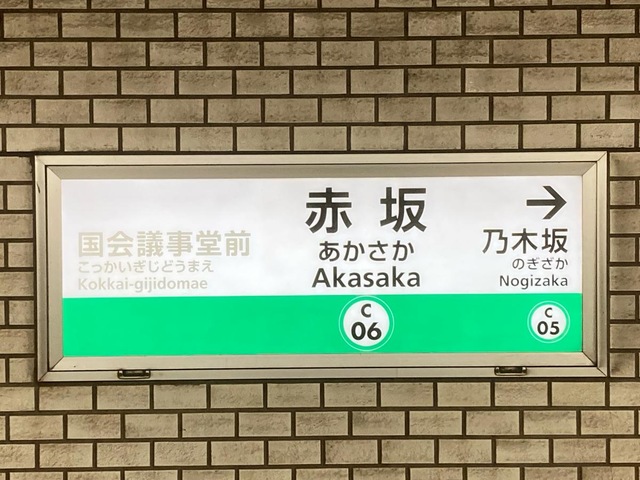 国会議事堂前
こっかいぎじどうまえ
Kokkai-gijidomae
赤坂
あかさか
Akasaka
C
06
→
乃木坂
のぎざか
Nogizaka
C
05